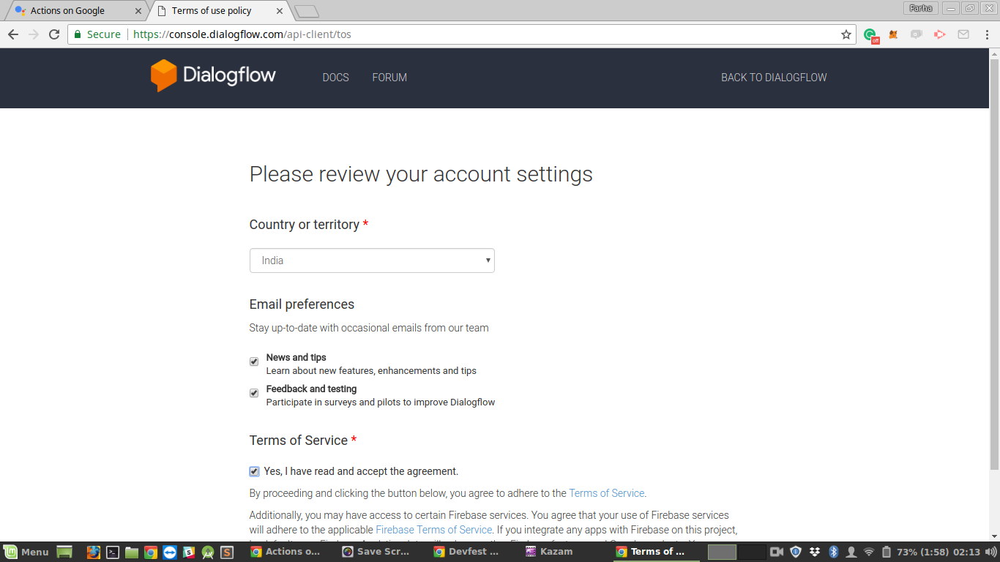 Actions on Google
Terms of use policy
Farha
Secure
https://console.dialogflow.com/api-client/tos
off
Dialogflow
DOCS
FORUM
BACK TO DIALOGFLOW
Please review your account settings
Country or territory *
India
Email preferences
Stay up-to-date with occasional emails from our team
News and tips
Learn about new features, enhancements and tips
Feedback and testing
Participate in surveys and pilots to improve Dialogflow
Terms of Service *
Yes, I have read and accept the agreement.
By proceeding and clicking the button below, you agree to adhere to the Terms of Service.
Additionally, you may have access to certain Firebase services. You agree that your use of Firebase services
will adhere to the applicable Firebase Terms of Service. If you integrate any apps with Firebase on this project,
Menu
Actions o...
Save Scr...
Devfest ...
Kazam
Terms of ...
73% (1:58) 02:13